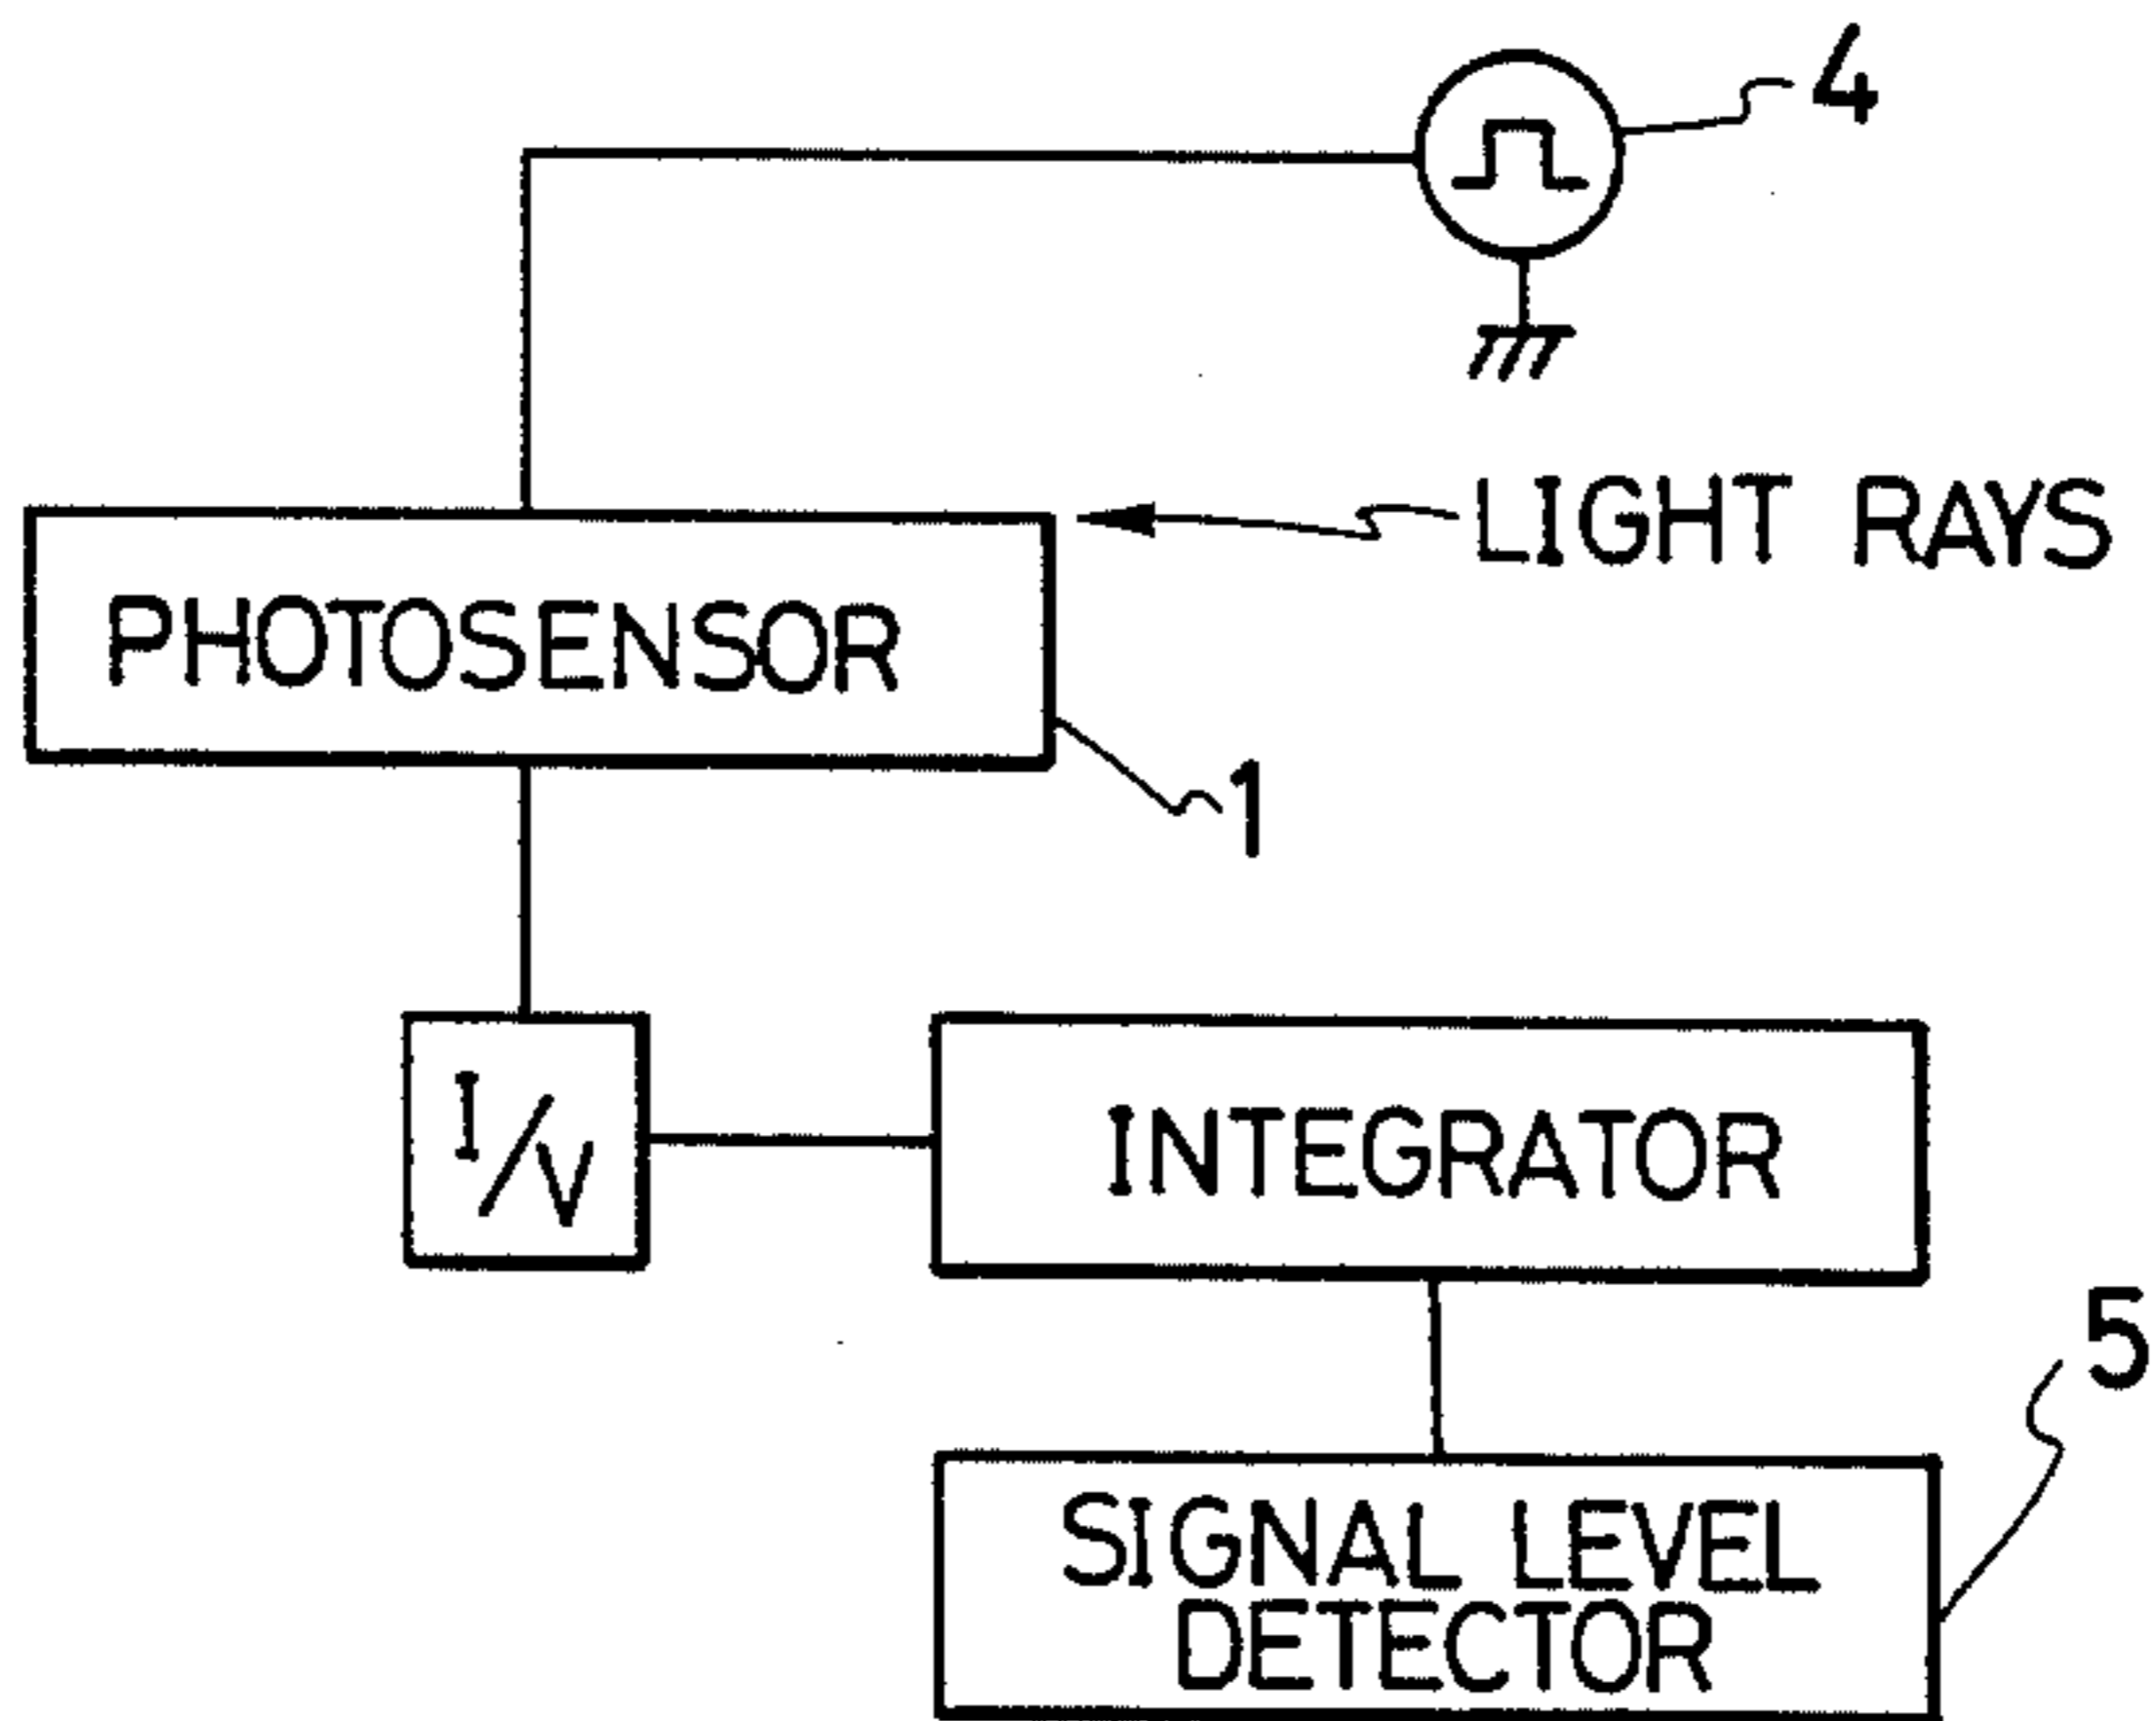 4
LIGHT RAYS
PHOTOSENSOR
1
I/V
INTEGRATOR
5
SIGNAL LEVEL
DETECTOR